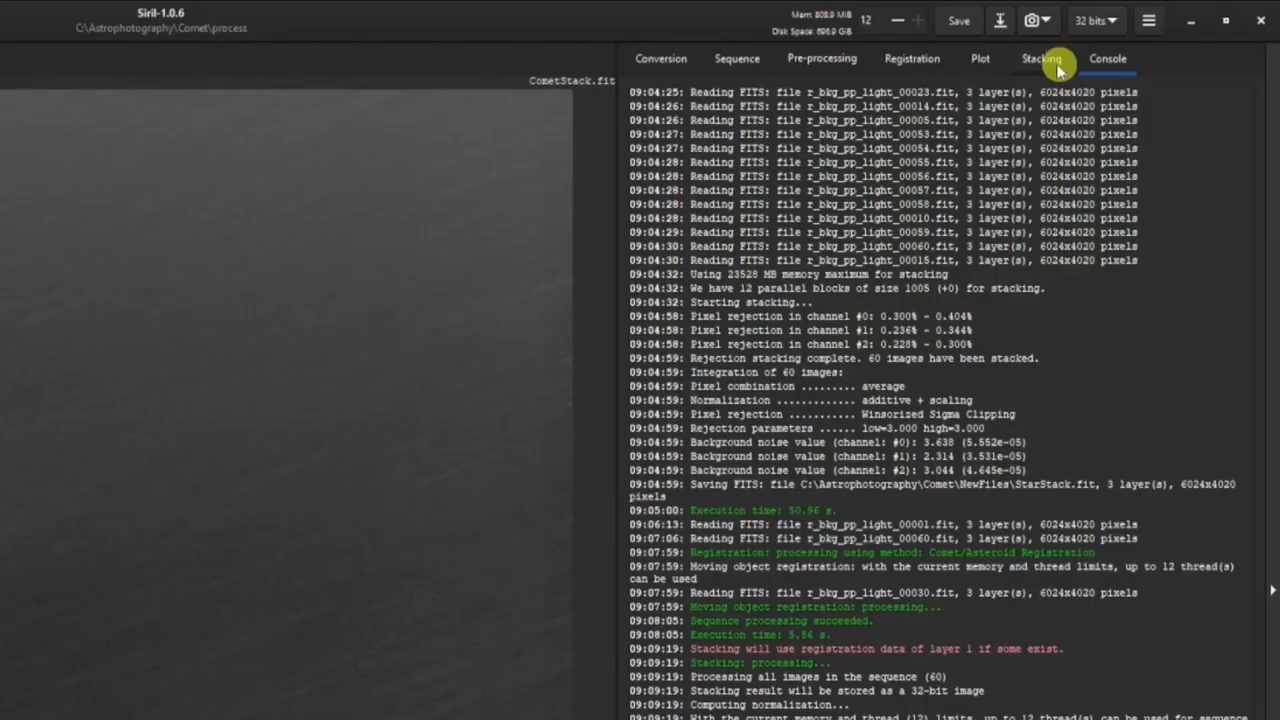 Siril-1.0.6
C:\Astrophotography\Comet\process
Mem: 808.9 MiB
Disk Space: 696.9 GiB
12
Save
32 bits
Conversion
Sequence
Pre-processing
Registration
Plot
Stacking
Console
CometStack.fit
09:04:25: Reading FITS: file r_bkg_pp_light_00023.fit, 3 layer(s), 6024x4020 pixels
09:04:26: Reading FITS: file r_bkg_pp_light_00014.fit, 3 layer(s), 6024x4020 pixels
09:04:26: Reading FITS: file r_bkg_pp_light_00005.fit, 3 layer(s), 6024x4020 pixels
09:04:27: Reading FITS: file r_bkg_pp_light_00053.fit, 3 layer(s), 6024x4020 pixels
09:04:27: Reading FITS: file r_bkg_pp_light_00054.fit, 3 layer(s), 6024x4020 pixels
09:04:28: Reading FITS: file r_bkg_pp_light_00055.fit, 3 layer(s), 6024x4020 pixels
09:04:28: Reading FITS: file r_bkg_pp_light_00056.fit, 3 layer(s), 6024x4020 pixels
09:04:28: Reading FITS: file r_bkg_pp_light_00057.fit, 3 layer(s), 6024x4020 pixels
09:04:28: Reading FITS: file r_bkg_pp_light_00058.fit, 3 layer(s), 6024x4020 pixels
09:04:28: Reading FITS: file r_bkg_pp_light_00010.fit, 3 layer(s), 6024x4020 pixels
09:04:29: Reading FITS: file r_bkg_pp_light_00059.fit, 3 layer(s), 6024x4020 pixels
09:04:30: Reading FITS: file r_bkg_pp_light_00060.fit, 3 layer(s), 6024x4020 pixels
09:04:30: Reading FITS: file r_bkg_pp_light_00015.fit, 3 layer(s), 6024x4020 pixels
09:04:32: Using 23528 MB memory maximum for stacking
09:04:32: We have 12 parallel blocks of size 1005 (+0) for stacking.
09:04:32: Starting stacking...
09:04:58: Pixel rejection in channel #0: 0.300% - 0.404%
09:04:58: Pixel rejection in channel #1: 0.236% - 0.344%
09:04:58: Pixel rejection in channel #2: 0.228% - 0.300%
09:04:59: Rejection stacking complete. 60 images have been stacked.
09:04:59: Integration of 60 images:
09:04:59: Pixel combination ......... average
09:04:59: Normalization ............. additive + scaling
09:04:59: Pixel rejection ........... Winsorized Sigma Clipping
09:04:59: Rejection parameters ...... low=3.000 high=3.000
09:04:59: Background noise value (channel: #0): 3.638 (5.552e-05)
09:04:59: Background noise value (channel: #1): 2.314 (3.531e-05)
09:04:59: Background noise value (channel: #2): 3.044 (4.645e-05)
09:04:59: Saving FITS: file C:\Astrophotography\Comet\NewFiles\StarStack.fit, 3 layer(s), 6024x4020
pixels
09:05:00: Execution time: 50.96 s.
09:06:13: Reading FITS: file r_bkg_pp_light_00001.fit, 3 layer(s), 6024x4020 pixels
09:07:06: Reading FITS: file r_bkg_pp_light_00060.fit, 3 layer(s), 6024x4020 pixels
09:07:59: Registration: processing using method: Comet/Asteroid Registration
09:07:59: Moving object registration: with the current memory and thread limits, up to 12 thread(s)
can be used
09:07:59: Reading FITS: file r_bkg_pp_light_00030.fit, 3 layer(s), 6024x4020 pixels
09:07:59: Moving object registration: processing...
09:08:05: Sequence processing succeeded.
09:08:05: Execution time: 5.56 s.
09:09:19: Stacking will use registration data of layer 1 if some exist.
09:09:19: Stacking: processing...
09:09:19: Processing all images in the sequence (60)
09:09:19: Stacking result will be stored as a 32-bit image
09:09:19: Computing normalization...
09:09:19: With the current memory and thread (12) limits, up to 12 thread(s) can be used for sequence